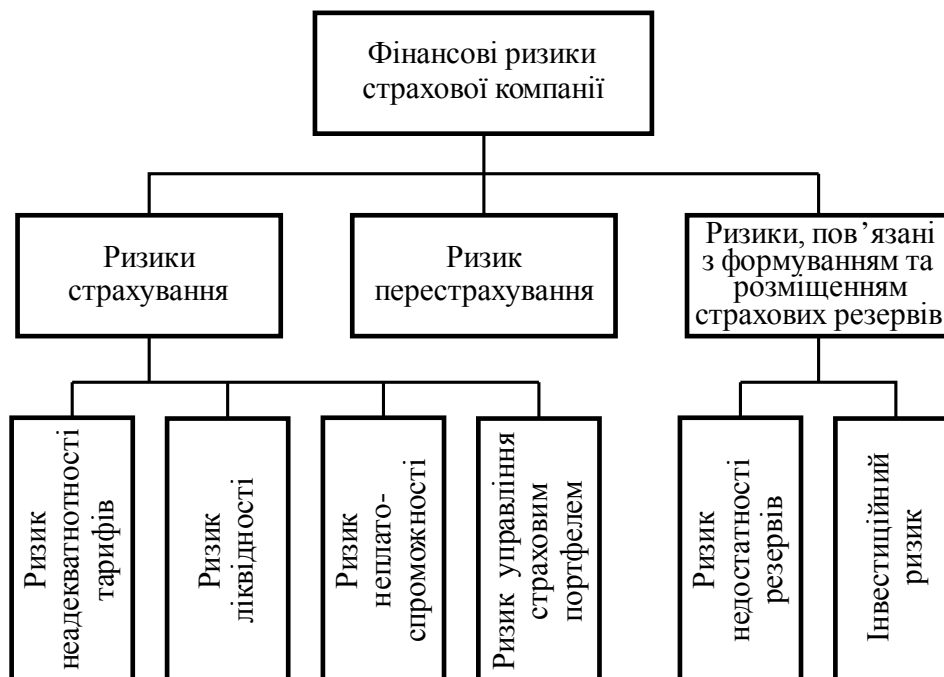 Фінансові ризики
страхової компанії
Ризики
страхування
Ризик
перестрахування
Ризики, пов’язані
з формуванням та
розміщенням
страхових резервів
Ризик
неадекватнотності
тарифів
Ризик
ліквідності
Ризик
неплато-
спроможності
Ризик управління
страховим
портфелем
Ризик
недостатності
резервів
Інвестиційний
ризик